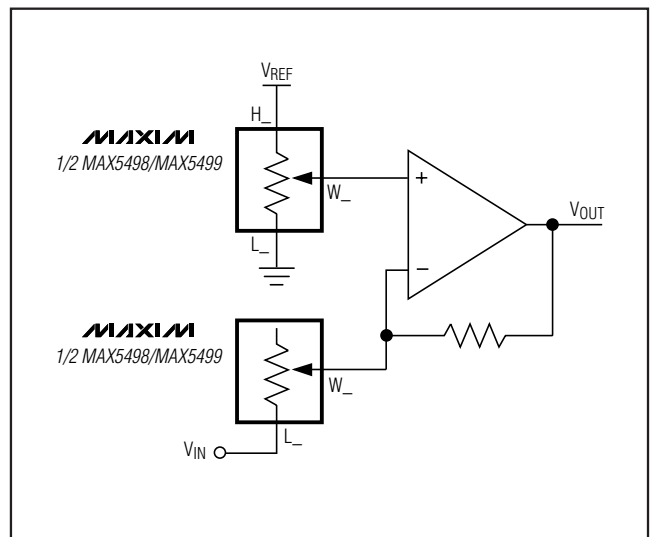 VREF
H_
MAXIM
1/2 MAX5498/MAX5499
W_
+
VOUT
L_
−
MAXIM
1/2 MAX5498/MAX5499
W_
L_
VIN